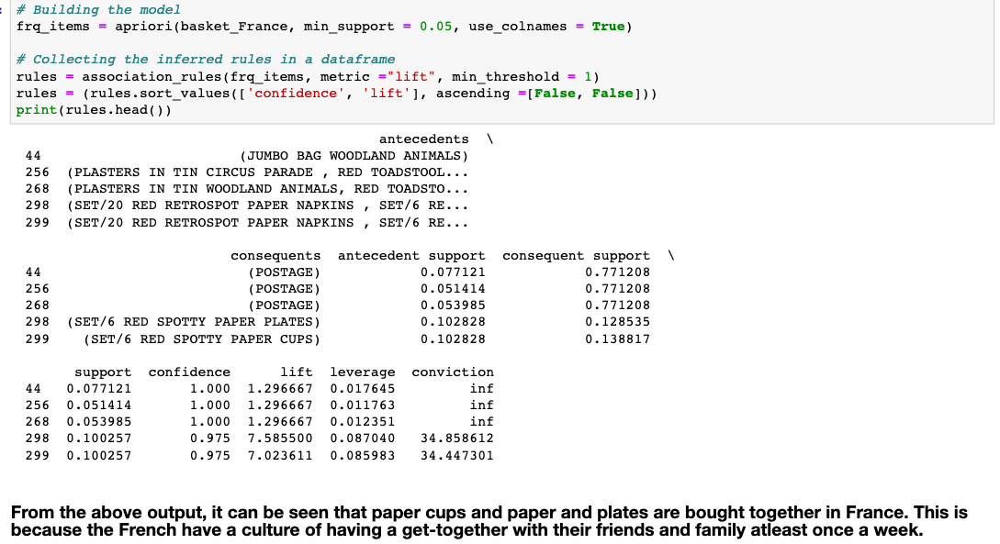 # Building the model
frq_items = apriori(basket_France, min_support = 0.05, use_colnames = True)
# Collecting the inferred rules in a dataframe
rules = association_rules(frq_items, metric ="lift", min_threshold = 1)
rules = (rules.sort_values(['confidence', 'lift'], ascending =[False, False]))
print(rules.head())
antecedents \
44 (JUMBO BAG WOODLAND ANIMALS)
256 (PLASTERS IN TIN CIRCUS PARADE , RED TOADSTOOL...
268 (PLASTERS IN TIN WOODLAND ANIMALS, RED TOADSTO...
298 (SET/20 RED RETROSPOT PAPER NAPKINS , SET/6 RE...
299 (SET/20 RED RETROSPOT PAPER NAPKINS , SET/6 RE...
consequents antecedent support consequent support \
44 (POSTAGE) 0.077121 0.771208
256 (POSTAGE) 0.051414 0.771208
268 (POSTAGE) 0.053985 0.771208
298 (SET/6 RED SPOTTY PAPER PLATES) 0.102828 0.128535
299 (SET/6 RED SPOTTY PAPER CUPS) 0.102828 0.138817
support confidence lift leverage conviction
44 0.077121 1.000 1.296667 0.017645 inf
256 0.051414 1.000 1.296667 0.011763 inf
268 0.053985 1.000 1.296667 0.012351 inf
298 0.100257 0.975 7.585500 0.087040 34.858612
299 0.100257 0.975 7.023611 0.085983 34.447301
From the above output, it can be seen that paper cups and paper and plates are bought together in France. This is
because the French have a culture of having a get-together with their friends and family atleast once a week.